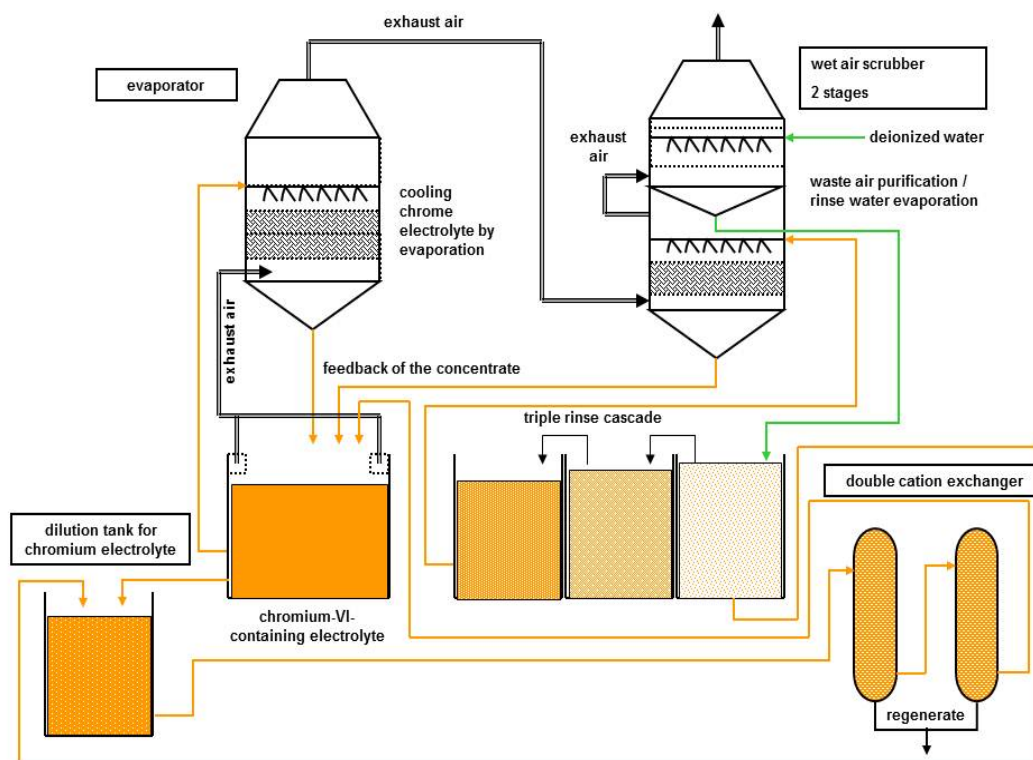 exhaust air
evaporator
wet air scrubber
2 stages
exhaust
air
deionized water
cooling
chrome
electrolyte by
evaporation
waste air purification /
rinse water evaporation
exhaust air
feedback of the concentrate
triple rinse cascade
double cation exchanger
dilution tank for
chromium electrolyte
chromium-VI-
containing electrolyte
regenerate